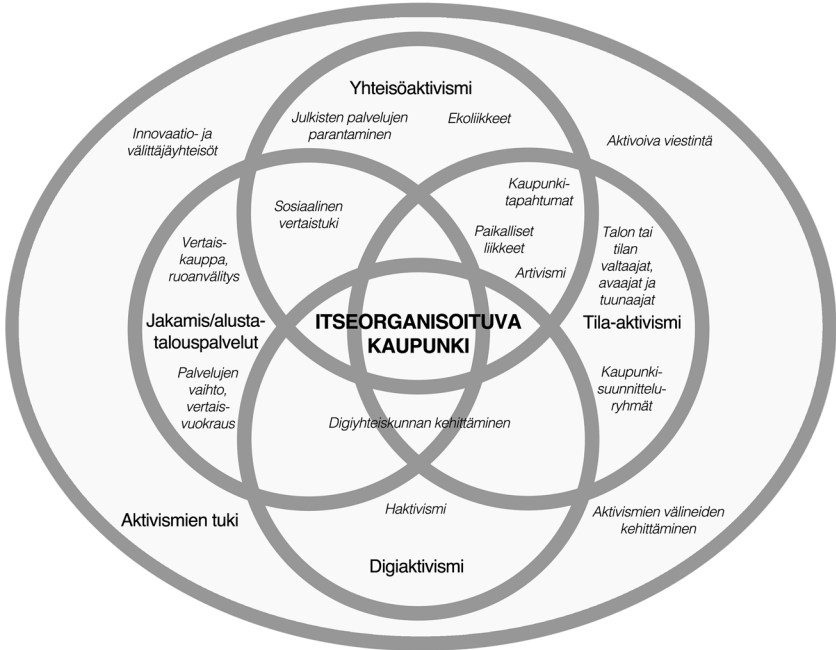 Yhteisöaktivismi
Julkisten palvelujen
parantaminen
Ekoliikkeet
Innovaatio- ja
välittäjäyhteisöt
Aktivoiva viestintä
Sosiaalinen
vertaistuki
Kaupunki-
tapahtumat
Paikalliset
liikkeet
Artivismi
Vertais-
kauppa,
ruoanvälitys
Talon tai
tilan
valtaajat,
avaajat ja
tuunaajat
Jakamis/alusta-
talouspalvelut
ITSEORGANISOITUVA
KAUPUNKI
Tila-aktivismi
Palvelujen
vaihto,
vertais-
vuokraus
Kaupunki-
suunnittelu-
ryhmät
Digiyhteiskunnan kehittäminen
Aktivismien tuki
Haktivismi
Aktivismien välineiden
kehittäminen
Digiaktivismi